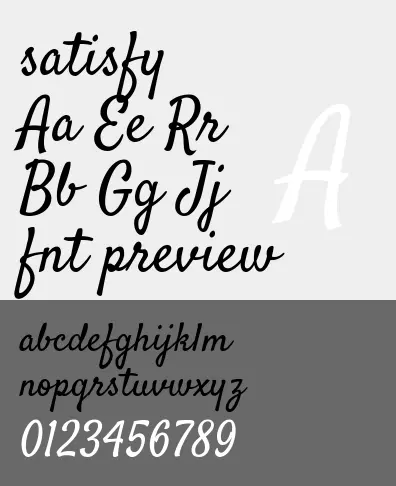 satisfy
Aa Ee Rr
A
Bb Gg Jj
fnt preview
abcdefghijklm
nopqrstuvwxyz
0123456789